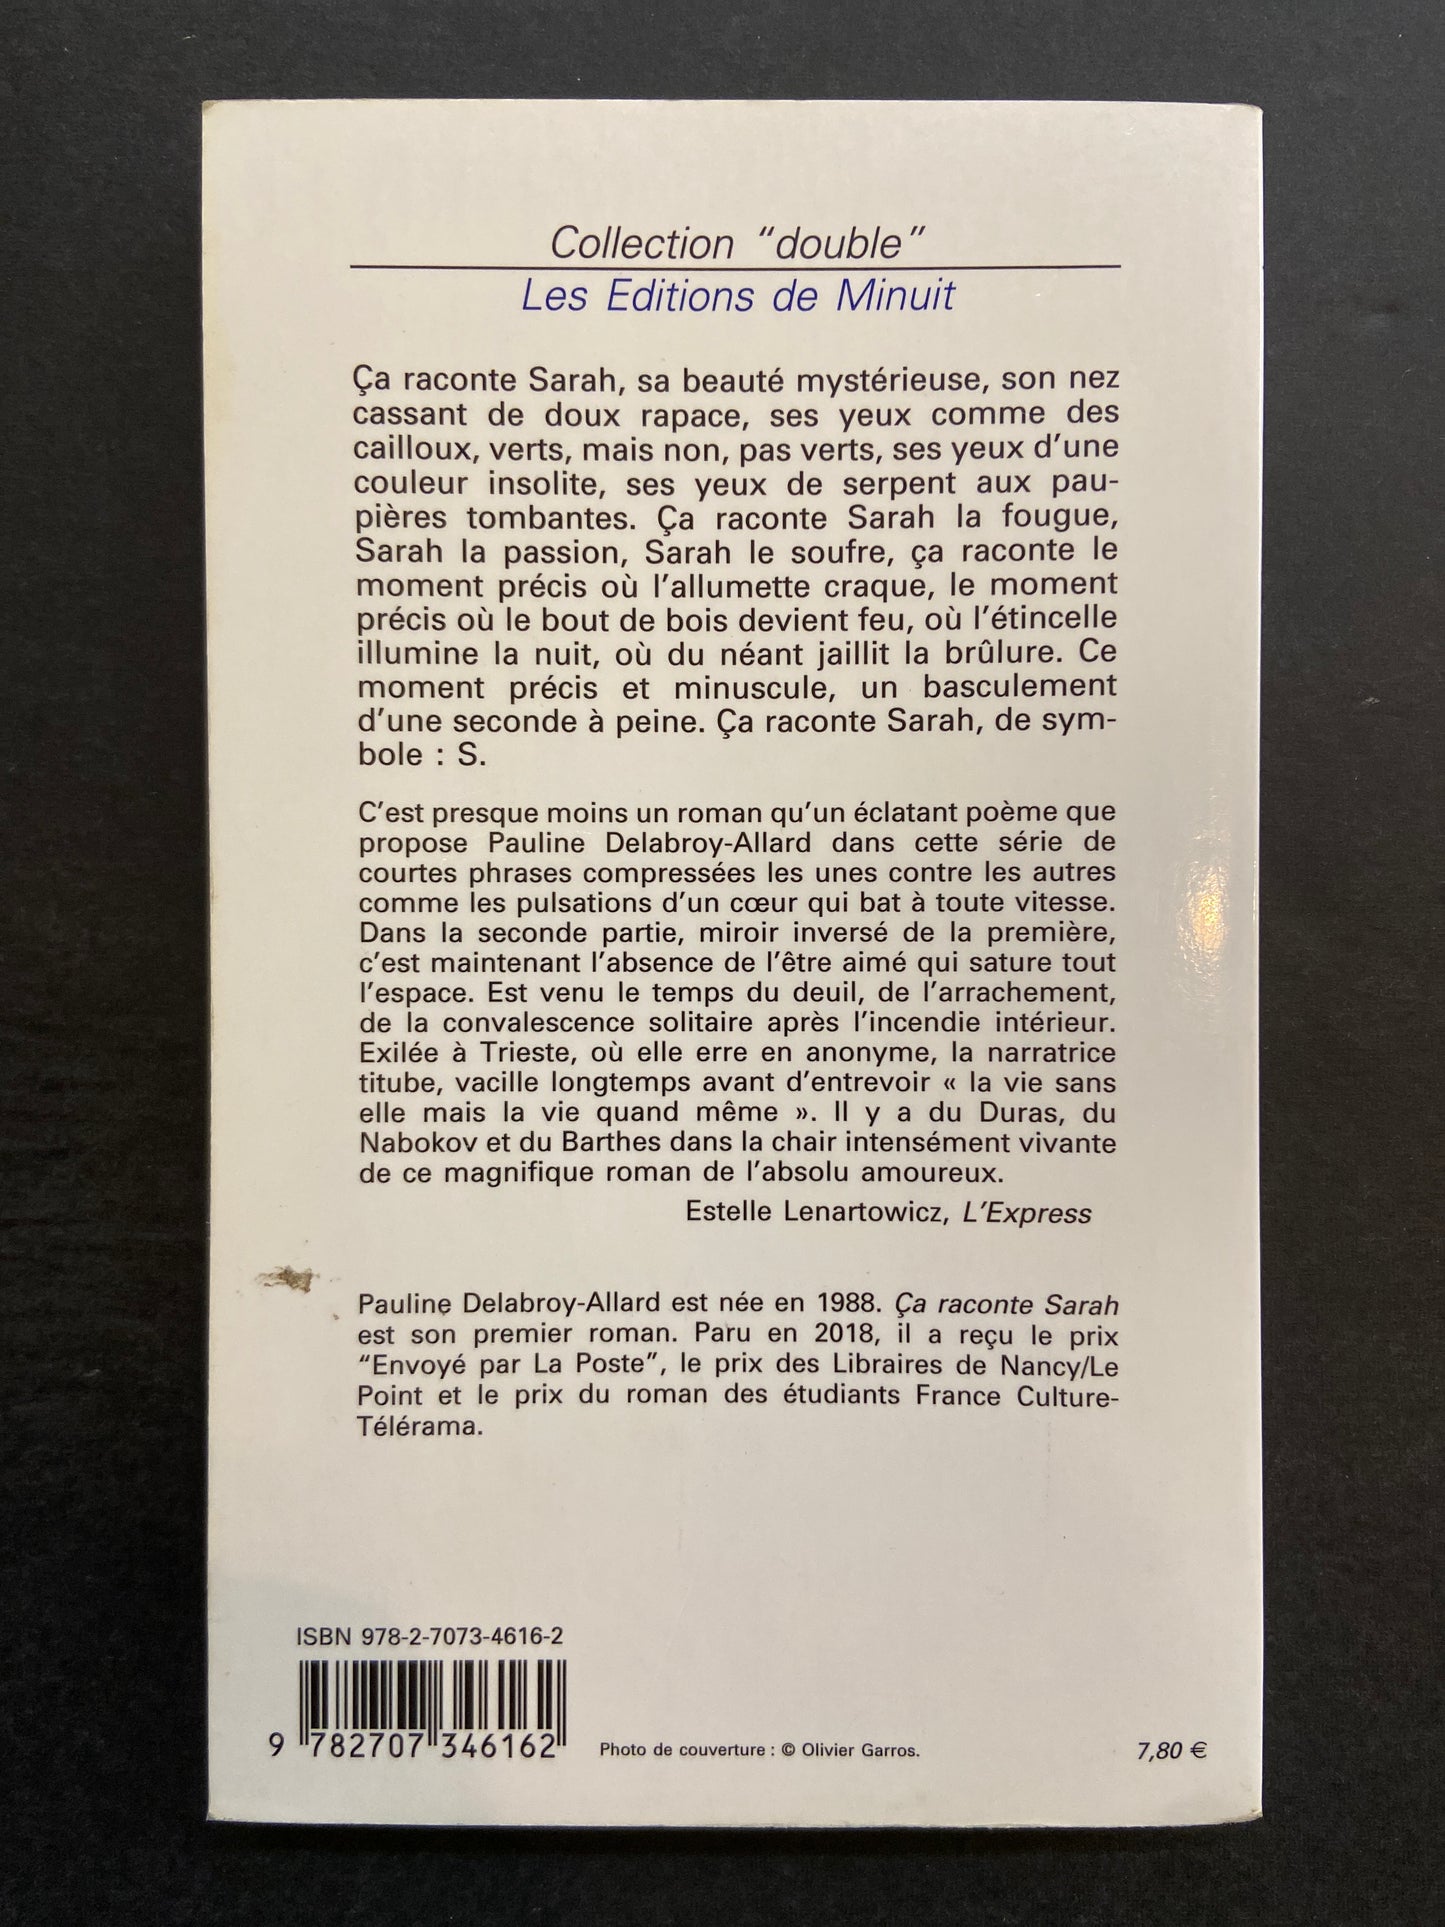 Collection "double"
Les Editions de Minuit
Ça raconte Sarah, sa beauté mystérieuse, son nez
cassant de doux rapace, ses yeux comme des
cailloux, verts, mais non, pas verts, ses yeux d'une
couleur insolite, ses yeux de serpent aux pau-
pières tombantes. Ça raconte Sarah la fougue,
Sarah la passion, Sarah le soufre, ça raconte le
moment précis où l'allumette craque, le moment
précis où le bout de bois devient feu, où l'étincelle
illumine la nuit, où du néant jaillit la brûlure. Ce
moment précis et minuscule, un basculement
d'une seconde à peine. Ça raconte Sarah, de sym-
bole : S.
C'est presque moins un roman qu'un éclatant poème que
propose Pauline Delabroy-Allard dans cette série de
courtes phrases compressées les unes contre les autres
comme les pulsations d'un cœur qui bat à toute vitesse.
Dans la seconde partie, miroir inversé de la première,
c'est maintenant l'absence de l'être aimé qui sature tout
l'espace. Est venu le temps du deuil, de l'arrachement,
de la convalescence solitaire après l'incendie intérieur.
Exilée à Trieste, où elle erre en anonyme, la narratrice
titube, vacille longtemps avant d'entrevoir « la vie sans
elle mais la vie quand même ». Il y a du Duras, du
Nabokov et du Barthes dans la chair intensément vivante
de ce magnifique roman de l'absolu amoureux.
Estelle Lenartowicz, L'Express
Pauline Delabroy-Allard est née en 1988. Ça raconte Sarah
est son premier roman. Paru en 2018, il a reçu le prix
"Envoyé par La Poste", le prix des Libraires de Nancy/Le
Point et le prix du roman des étudiants France Culture-
Télérama.
ISBN 978-2-7073-4616-2
9 782707 346162
Photo de couverture : © Olivier Garros.
7,80 €